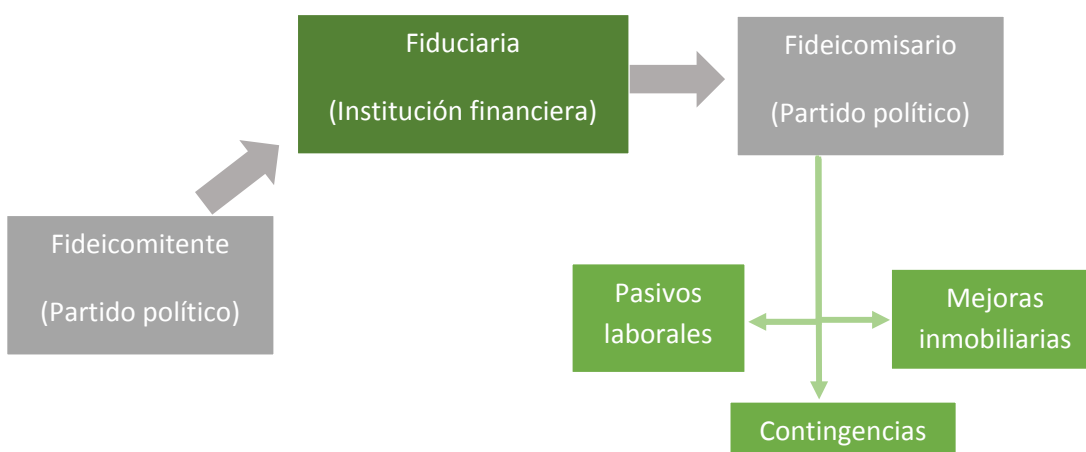 Fiduciaria
(Institución financiera)
Fideicomisario
(Partido político)
Fideicomitente
(Partido político)
Pasivos
laborales
Mejoras
inmobiliarias
Contingencias